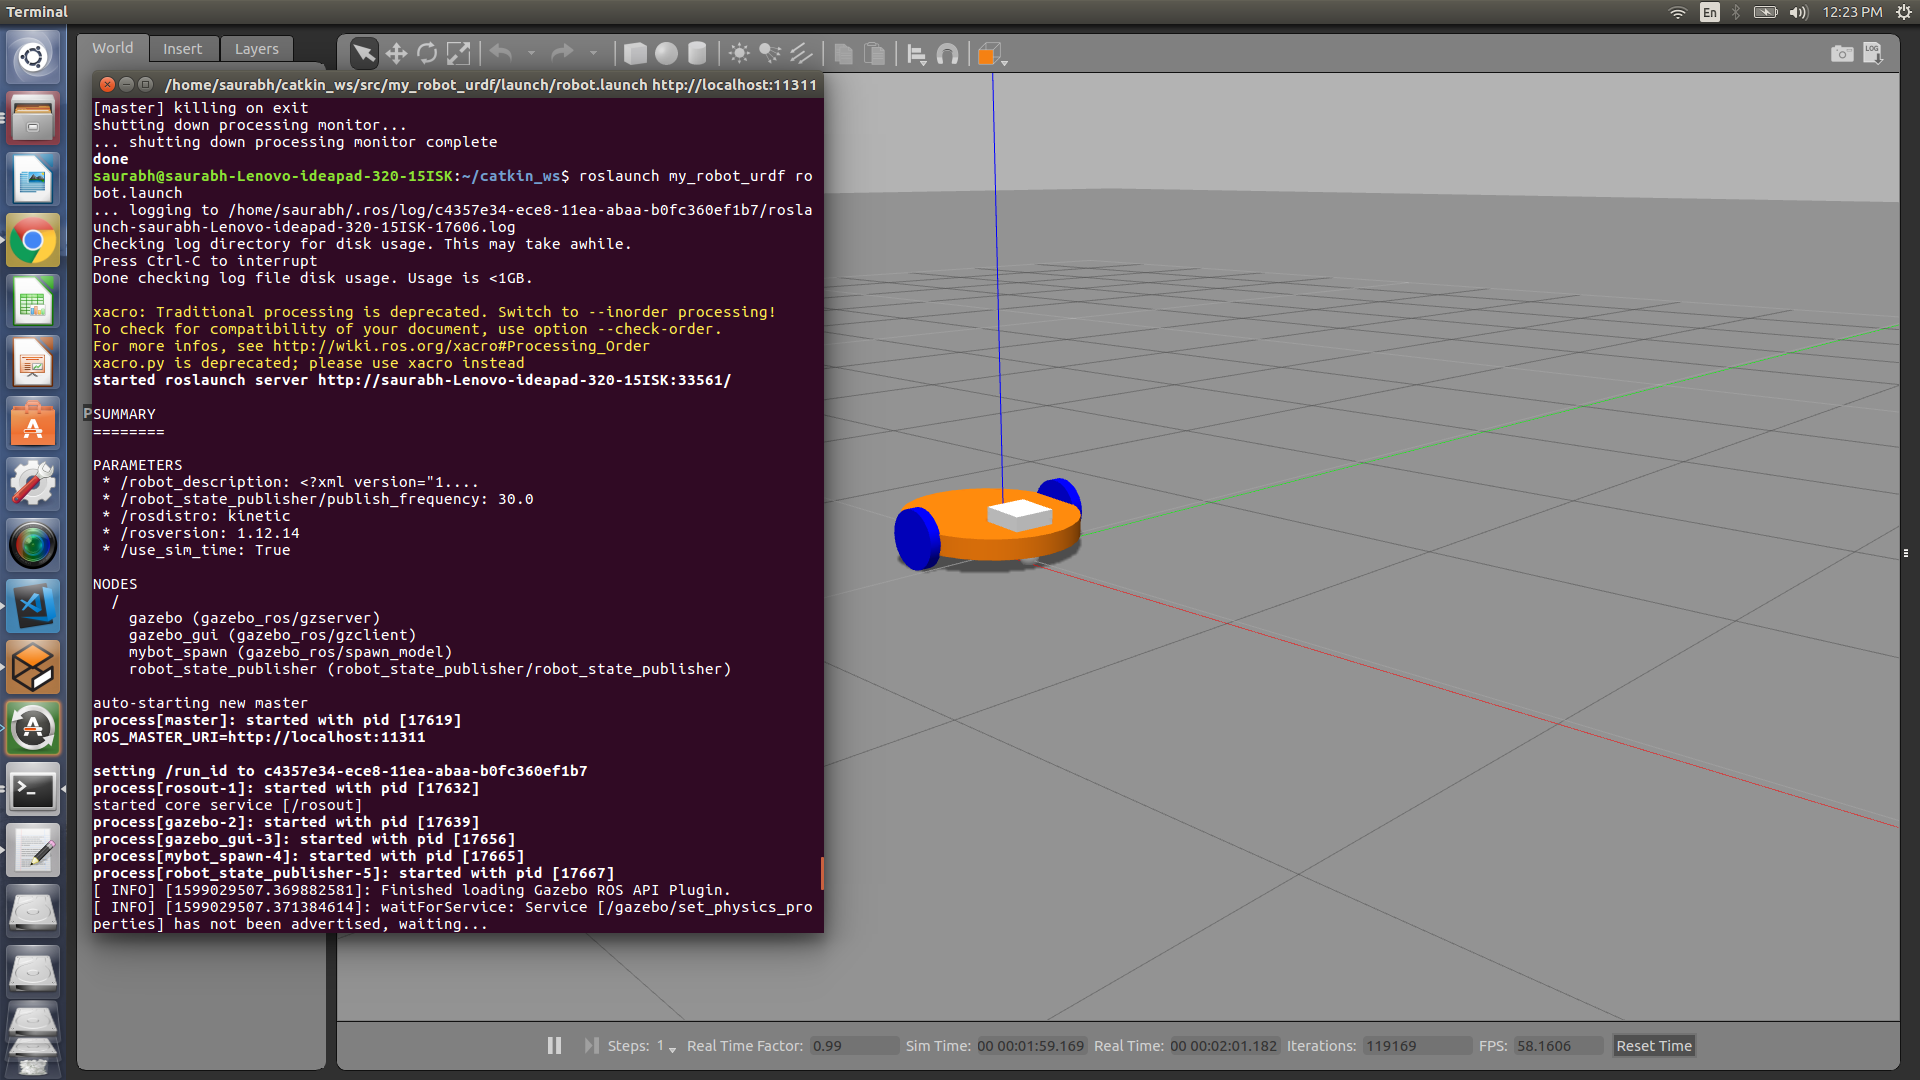 Terminal
En
12:23 PM
World
Insert
Layers
LOG
/home/saurabh/catkin_ws/src/my_robot_urdf/launch/robot.launch http://localhost:11311
[master] killing on exit
shutting down processing monitor...
... shutting down processing monitor complete
done
saurabh@saurabh-Lenovo-ideapad-320-15ISK:~/catkin_ws$ roslaunch my_robot_urdf ro
bot.launch
... logging to /home/saurabh/.ros/log/c4357e34-ece8-11ea-abaa-b0fc360ef1b7/rosla
unch-saurabh-Lenovo-ideapad-320-15ISK-17606.log
Checking log directory for disk usage. This may take awhile.
Press Ctrl-C to interrupt
Done checking log file disk usage. Usage is <1GB.
xacro: Traditional processing is deprecated. Switch to --inorder processing!
To check for compatibility of your document, use option --check-order.
For more infos, see http://wiki.ros.org/xacro#Processing_Order
xacro.py is deprecated; please use xacro instead
started roslaunch server http://saurabh-Lenovo-ideapad-320-15ISK:33561/
P
SUMMARY
========
PARAMETERS
 * /robot_description: <?xml version="1....
 * /robot_state_publisher/publish_frequency: 30.0
 * /rosdistro: kinetic
 * /rosversion: 1.12.14
 * /use_sim_time: True
NODES
  /
    gazebo (gazebo_ros/gzserver)
    gazebo_gui (gazebo_ros/gzclient)
    mybot_spawn (gazebo_ros/spawn_model)
    robot_state_publisher (robot_state_publisher/robot_state_publisher)
auto-starting new master
process[master]: started with pid [17619]
ROS_MASTER_URI=http://localhost:11311
setting /run_id to c4357e34-ece8-11ea-abaa-b0fc360ef1b7
process[rosout-1]: started with pid [17632]
started core service [/rosout]
process[gazebo-2]: started with pid [17639]
process[gazebo_gui-3]: started with pid [17656]
process[mybot_spawn-4]: started with pid [17665]
process[robot_state_publisher-5]: started with pid [17667]
[ INFO] [1599029507.369882581]: Finished loading Gazebo ROS API Plugin.
[ INFO] [1599029507.371384614]: waitForService: Service [/gazebo/set_physics_pro
perties] has not been advertised, waiting...
Steps: 1 Real Time Factor: 0.99 Sim Time: 00 00:01:59.169 Real Time: 00 00:02:01.182 Iterations: 119169 FPS: 58.1606 Reset Time